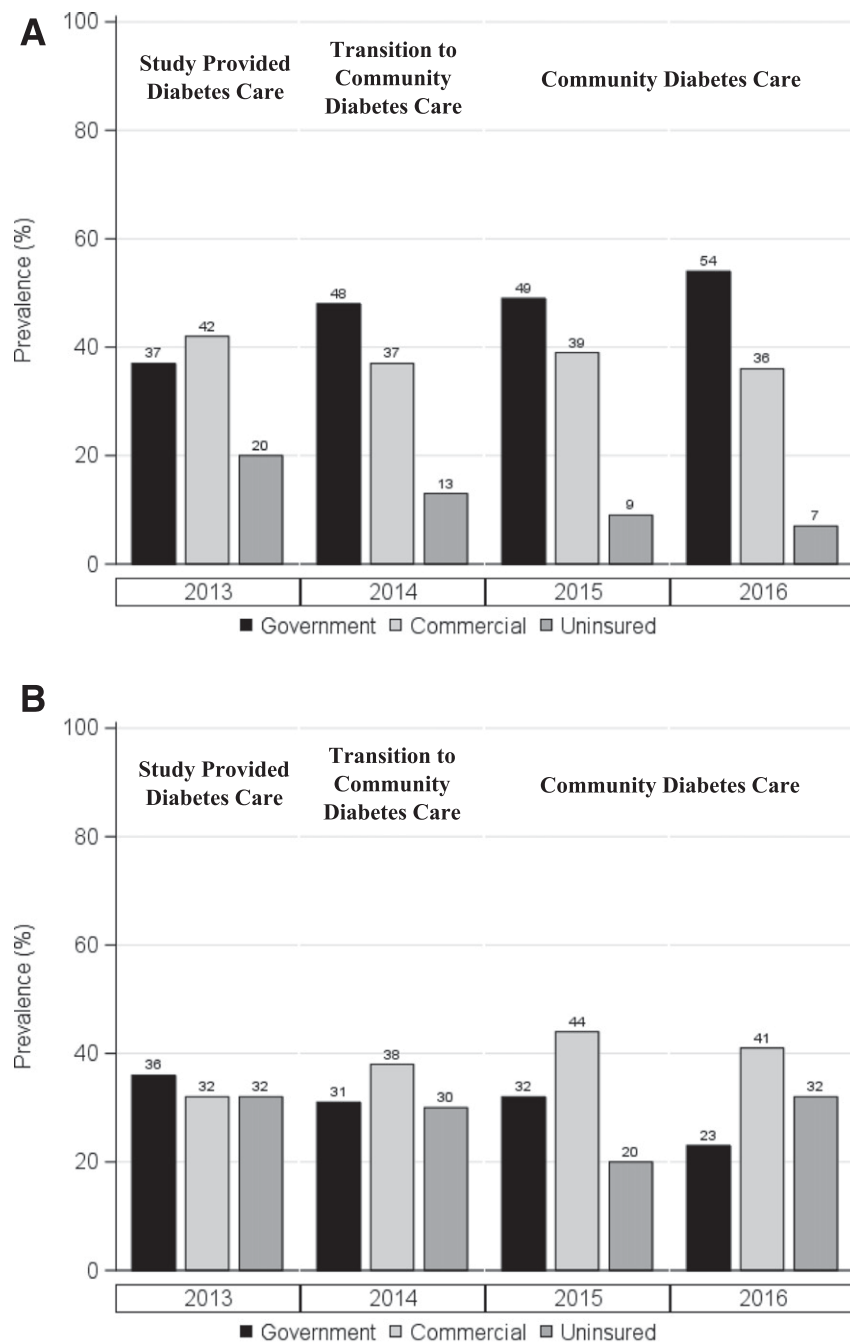 A
100
80
60
40
20
0
Prevalence (%)
Study Provided
Diabetes Care
Transition to
Community
Diabetes Care
Community Diabetes Care
37 42 20
48 37 13
49 39 9
54 36 7
2013 2014 2015 2016
Government Commercial Uninsured
B
100
80
60
40
20
0
Prevalence (%)
Study Provided
Diabetes Care
Transition to
Community
Diabetes Care
Community Diabetes Care
36 32 32
31 38 30
32 44 20
23 41 32
2013 2014 2015 2016
Government Commercial Uninsured